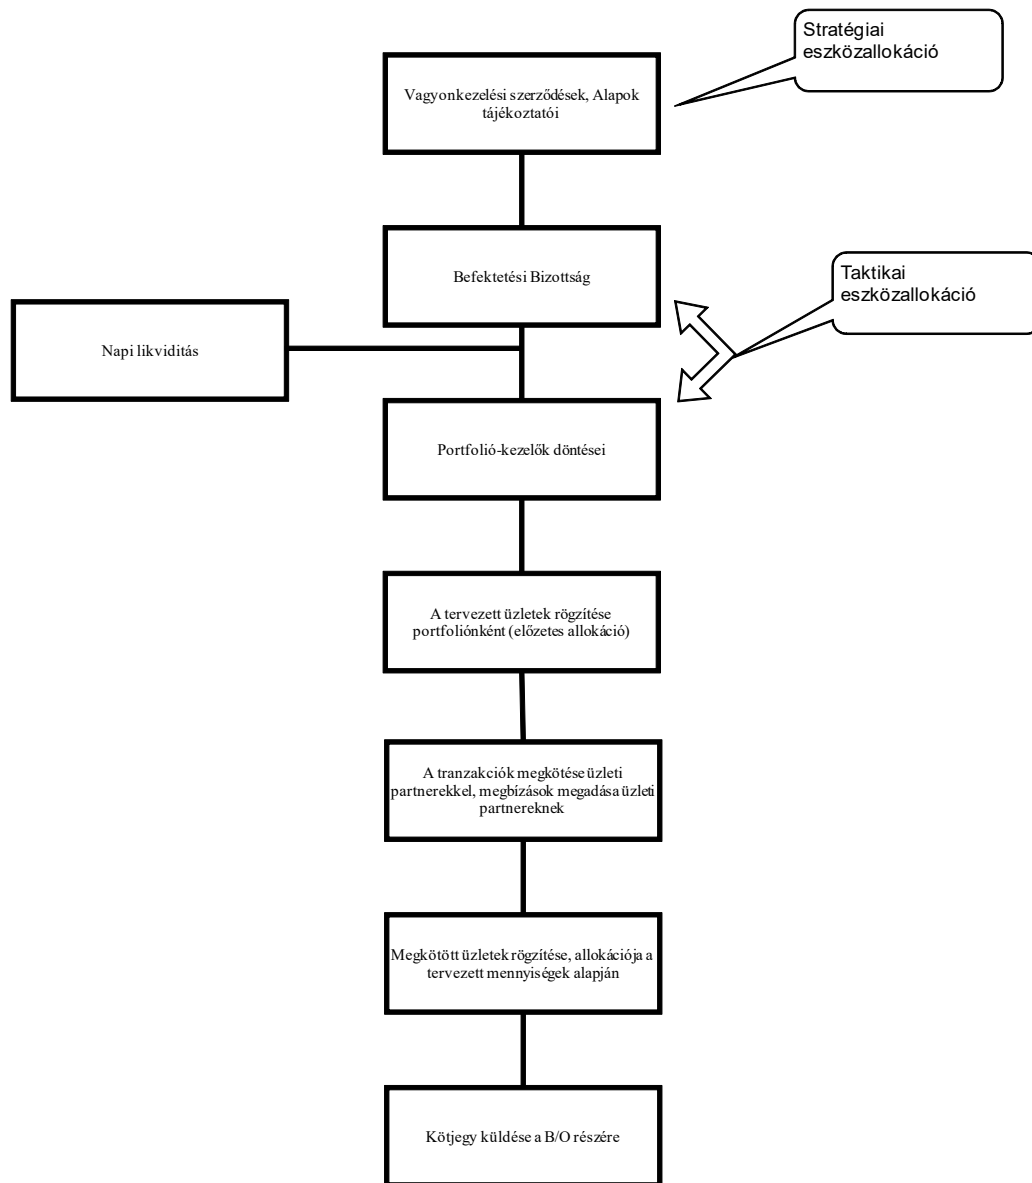 Stratégiai
eszközallokáció
Vagyonkezelési szerződések, Alapok
tájékoztatói
Befektetési Bizottság
Taktikai
eszközallokáció
Napi likviditás
Portfolió-kezelők döntései
A tervezett üzletek rögzítése
portfoliónként (előzetes allokáció)
A tranzakciók megkötése üzleti
partnerekkel, megbízások megadása üzleti
partnereknek
Megkötött üzletek rögzítése, allokációja a
tervezett mennyiségek alapján
Kötjegy küldése a B/O részére